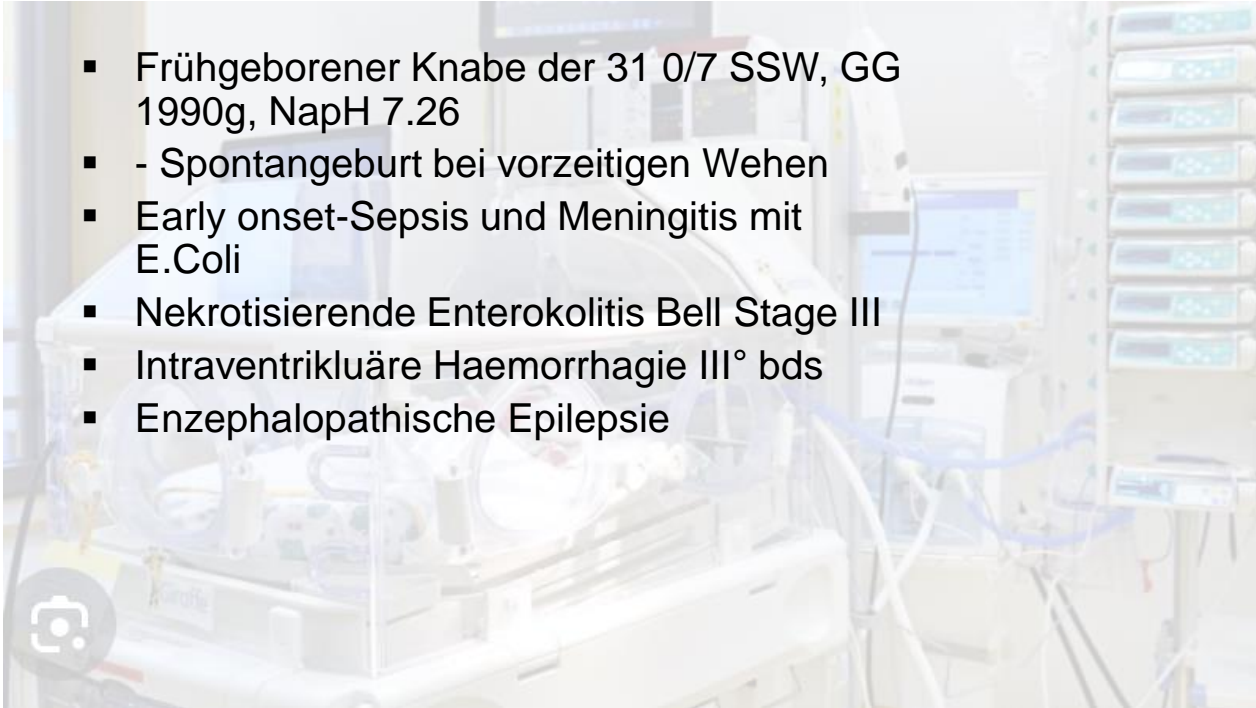 ▪ Frühgeborener Knabe der 31 0/7 SSW, GG
1990g, NapH 7.26
▪ - Spontangeburt bei vorzeitigen Wehen
▪ Early onset-Sepsis und Meningitis mit
E.Coli
▪ Nekrotisierende Enterokolitis Bell Stage III
▪ Intraventrikluäre Haemorrhagie III° bds
▪ Enzephalopathische Epilepsie
Giraffe